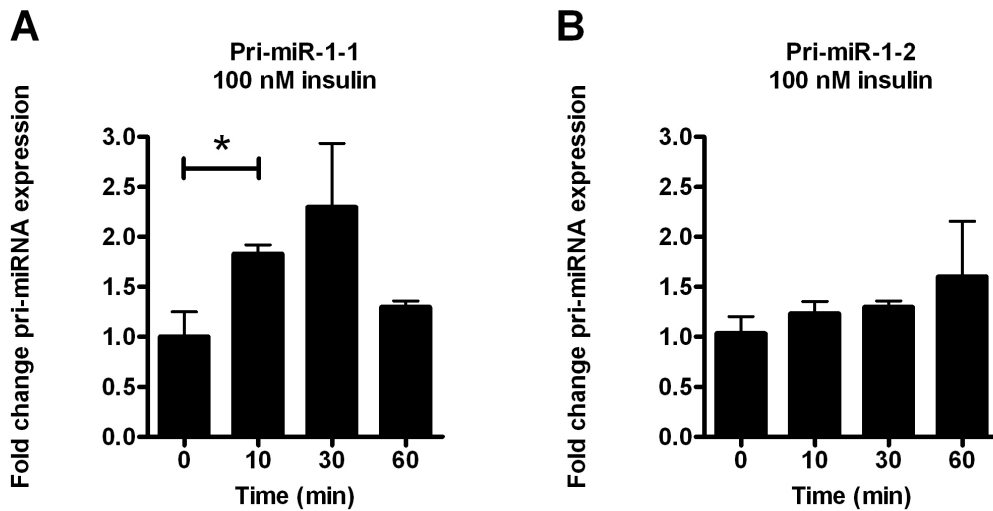 A
Pri-miR-1-1
100 nM insulin
Fold change pri-miRNA expression
3.0
2.5
2.0
1.5
1.0
0.5
0.0
*
0 10 30 60
Time (min)
B
Pri-miR-1-2
100 nM insulin
Fold change pri-miRNA expression
3.0
2.5
2.0
1.5
1.0
0.5
0.0
0 10 30 60
Time (min)